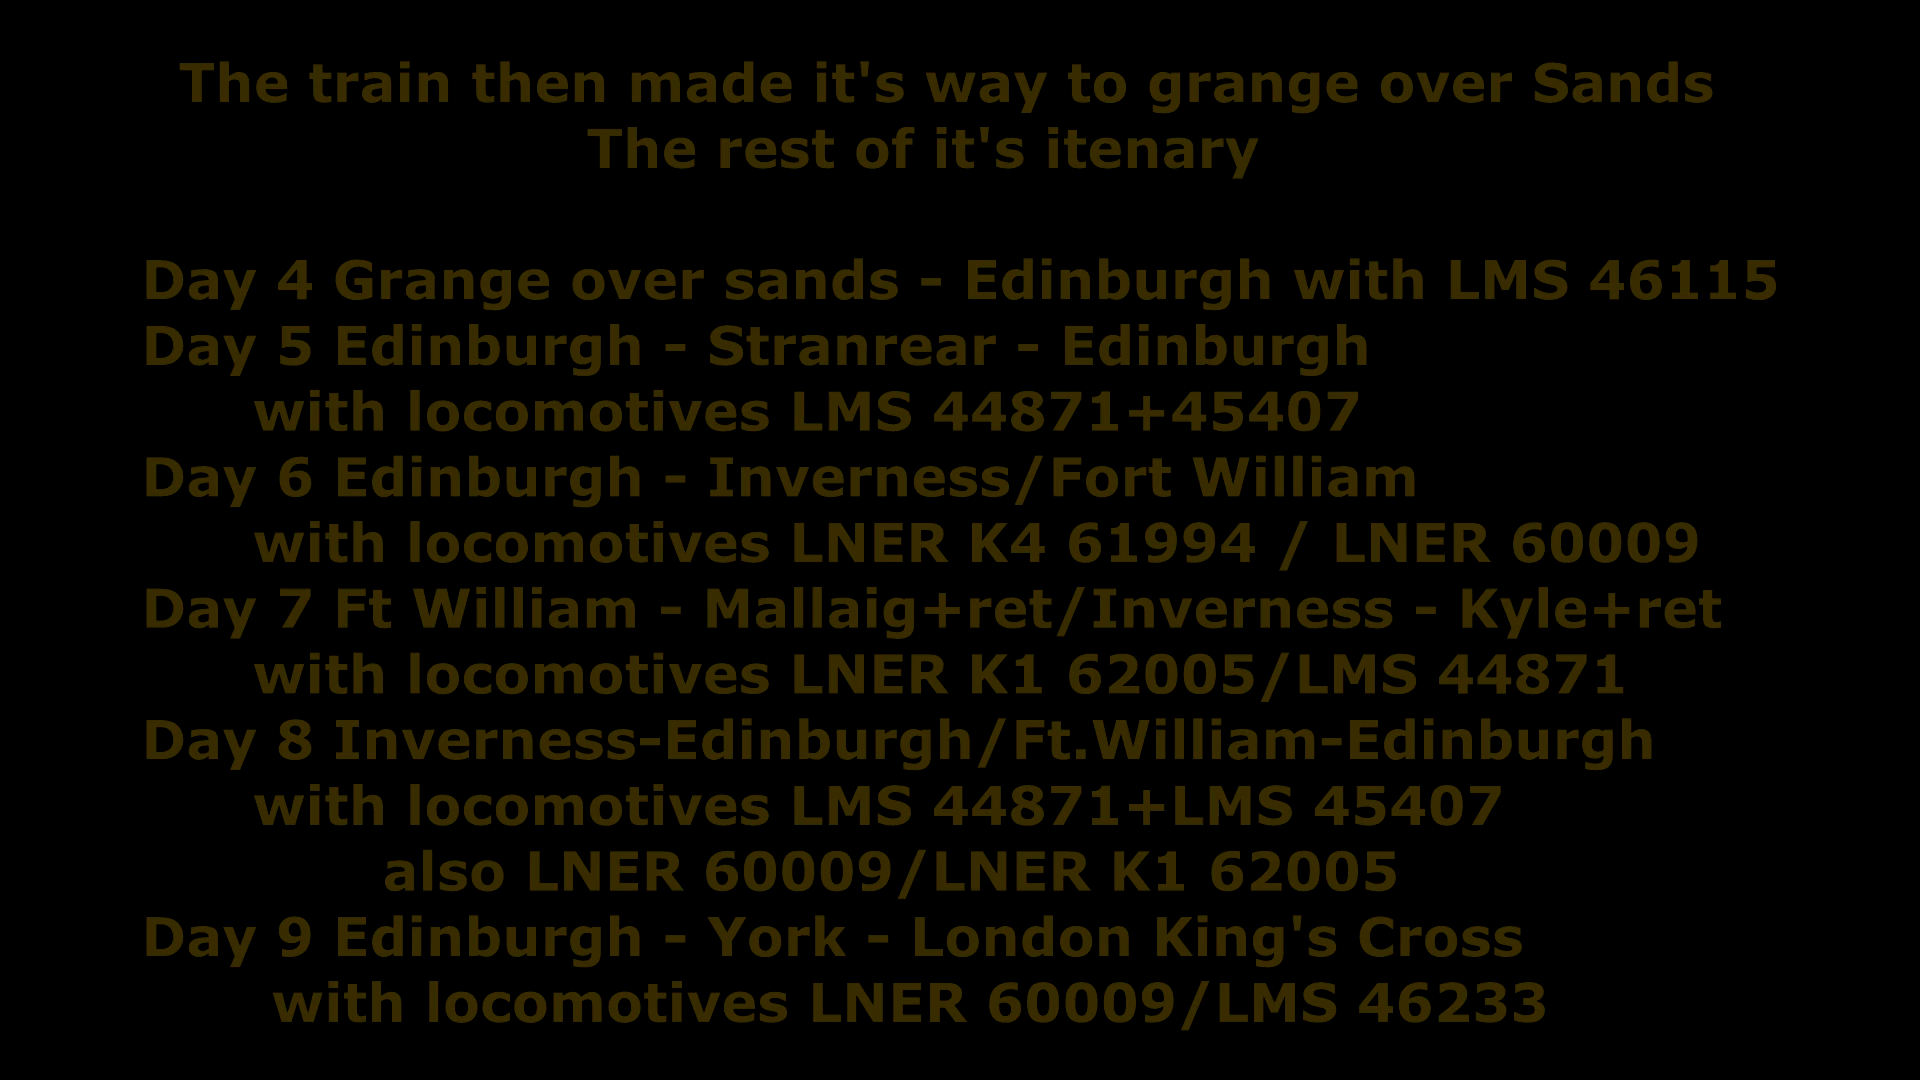 The train then made it's way to grange over Sands
The rest of it's itenary
Day 4 Grange over sands - Edinburgh with LMS 46115
Day 5 Edinburgh - Stranrear - Edinburgh
with locomotives LMS 44871+45407
Day 6 Edinburgh - Inverness/Fort William
with locomotives LNER K4 61994 / LNER 60009
Day 7 Ft William - Mallaig+ret/Inverness - Kyle+ret
with locomotives LNER K1 62005/LMS 44871
Day 8 Inverness-Edinburgh/Ft.William-Edinburgh
with locomotives LMS 44871+LMS 45407
also LNER 60009/LNER K1 62005
Day 9 Edinburgh - York - London King's Cross
with locomotives LNER 60009/LMS 46233